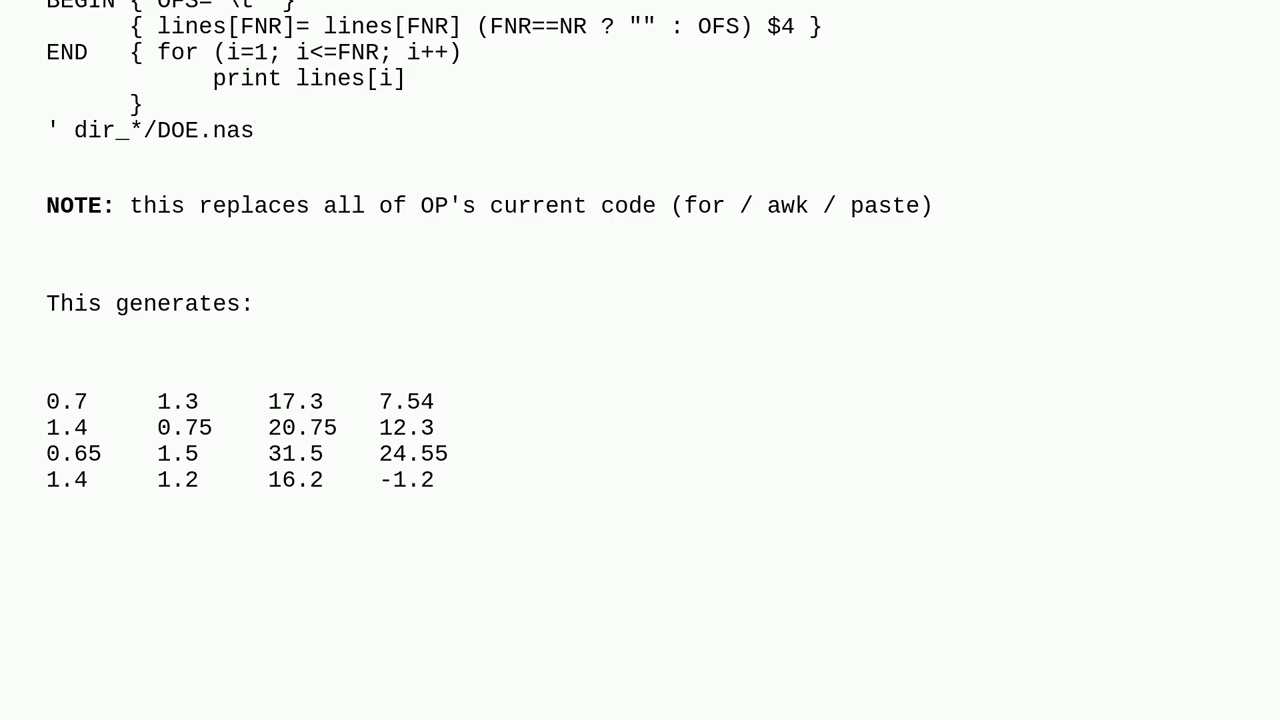 BEGIN { OFS="\t" }
{ lines[FNR]= lines[FNR] (FNR==NR ? "" : OFS) $4 }
END   { for (i=1; i<=FNR; i++)
print lines[i]
}
' dir_*/DOE.nas
NOTE: this replaces all of OP's current code (for / awk / paste)
This generates:
0.7     1.3     17.3    7.54
1.4     0.75    20.75   12.3
0.65    1.5     31.5    24.55
1.4     1.2     16.2    -1.2